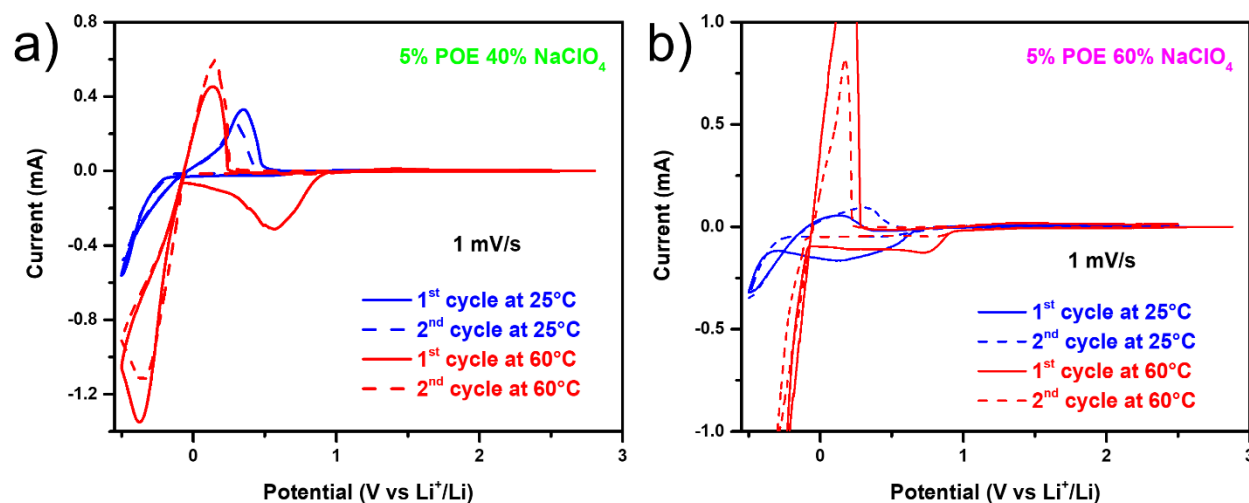 a)
5% POE 40% NaClO₄
Current (mA)
0.8
0.4
0.0
-0.4
-0.8
-1.2
1 mV/s
1ˢᵗ cycle at 25°C
2ⁿᵈ cycle at 25°C
1ˢᵗ cycle at 60°C
2ⁿᵈ cycle at 60°C
0 1 2 3
Potential (V vs Li⁺/Li)
b)
5% POE 60% NaClO₄
Current (mA)
1.0
0.5
0.0
-0.5
-1.0
1 mV/s
1ˢᵗ cycle at 25°C
2ⁿᵈ cycle at 25°C
1ˢᵗ cycle at 60°C
2ⁿᵈ cycle at 60°C
0 1 2 3
Potential (V vs Li⁺/Li)